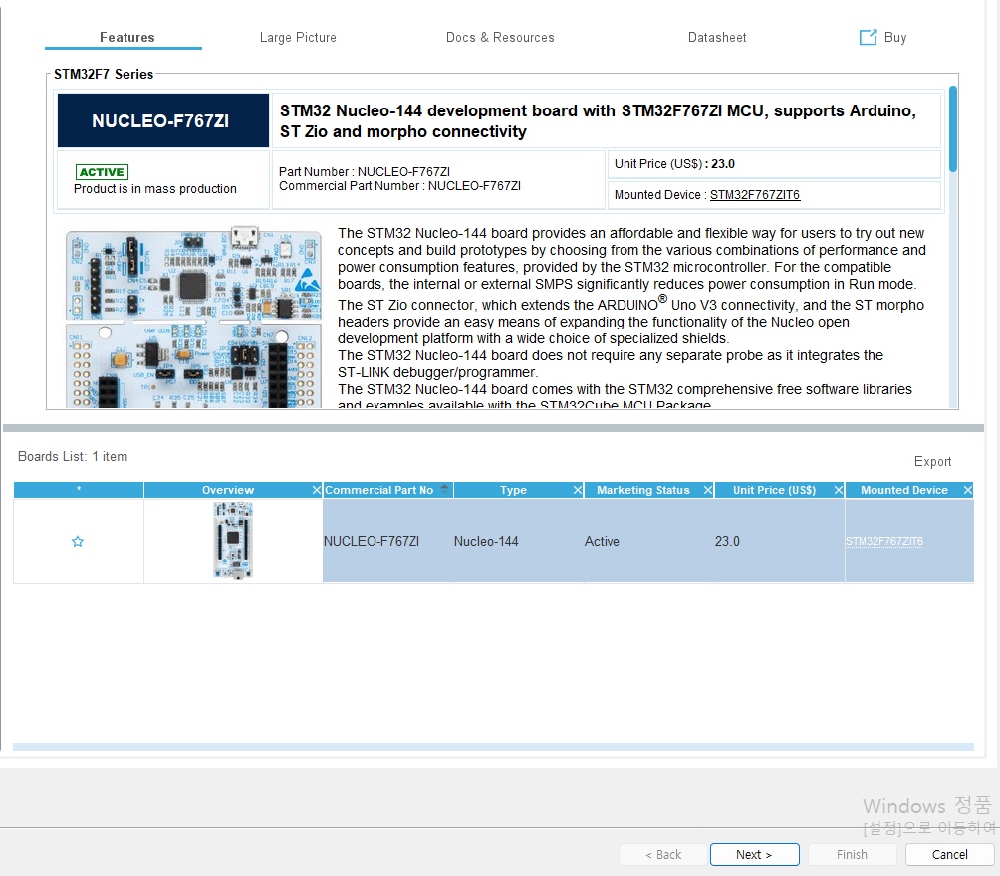 Features
Large Picture
Docs & Resources
Datasheet
Buy
STM32F7 Series
NUCLEO-F767ZI
STM32 Nucleo-144 development board with STM32F767ZI MCU, supports Arduino,
ST Zio and morpho connectivity
ACTIVE
Product is in mass production
Part Number : NUCLEO-F767ZI
Commercial Part Number : NUCLEO-F767ZI
Unit Price (US$) : 23.0
Mounted Device : STM32F767ZIT6
The STM32 Nucleo-144 board provides an affordable and flexible way for users to try out new
concepts and build prototypes by choosing from the various combinations of performance and
power consumption features, provided by the STM32 microcontroller. For the compatible
boards, the internal or external SMPS significantly reduces power consumption in Run mode.
The ST Zio connector, which extends the ARDUINO® Uno V3 connectivity, and the ST morpho
headers provide an easy means of expanding the functionality of the Nucleo open
development platform with a wide choice of specialized shields.
The STM32 Nucleo-144 board does not require any separate probe as it integrates the
ST-LINK debugger/programmer.
The STM32 Nucleo-144 board comes with the STM32 comprehensive free software libraries
and examples available with the STM32Cube MCU Package.
Boards List: 1 item
Export
* Overview Commercial Part No Type Marketing Status Unit Price (US$) Mounted Device
NUCLEO-F767ZI Nucleo-144 Active 23.0 STM32F767ZIT6
Windows 정품
[설정]으로 이동하여
< Back
Next >
Finish
Cancel